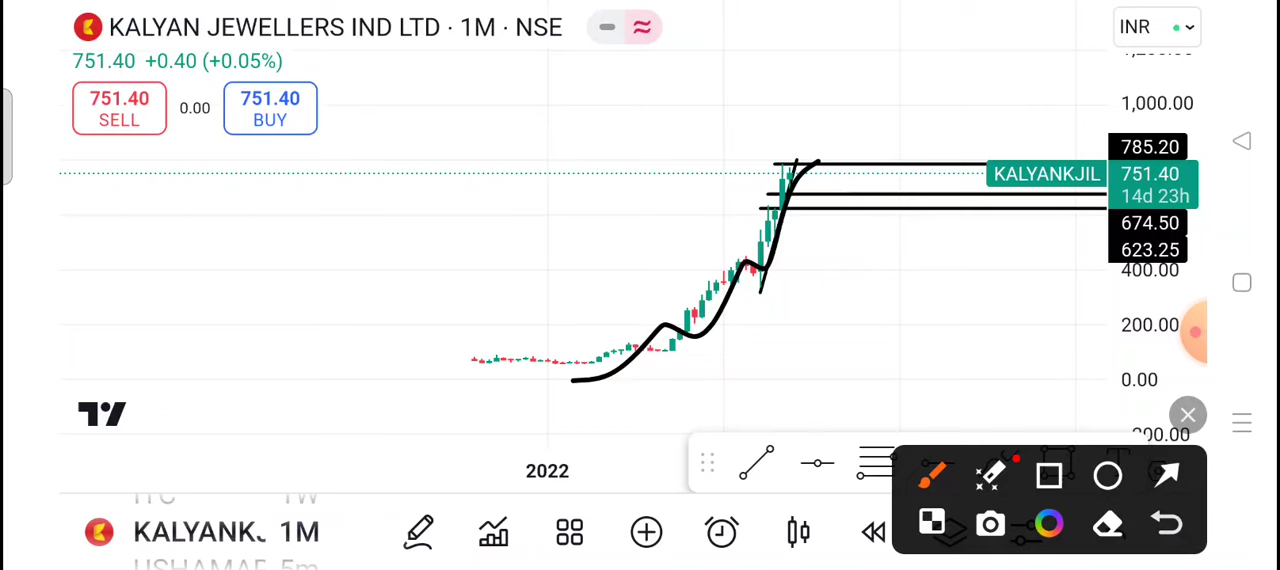 KALYAN JEWELLERS IND LTD · 1M · NSE
INR
751.40 +0.40 (+0.05%)
751.40
SELL
0.00
751.40
BUY
1,000.00
785.20
KALYANKJIL
751.40
14d 23h
674.50
623.25
400.00
200.00
0.00
2022
KALYANK
1M